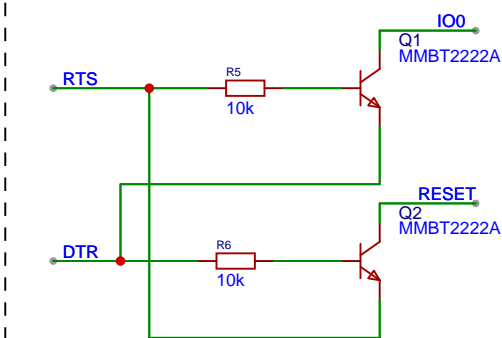 IO0
Q1
MMBT2222A
RTS
R5
10k
RESET
Q2
MMBT2222A
DTR
R6
10k